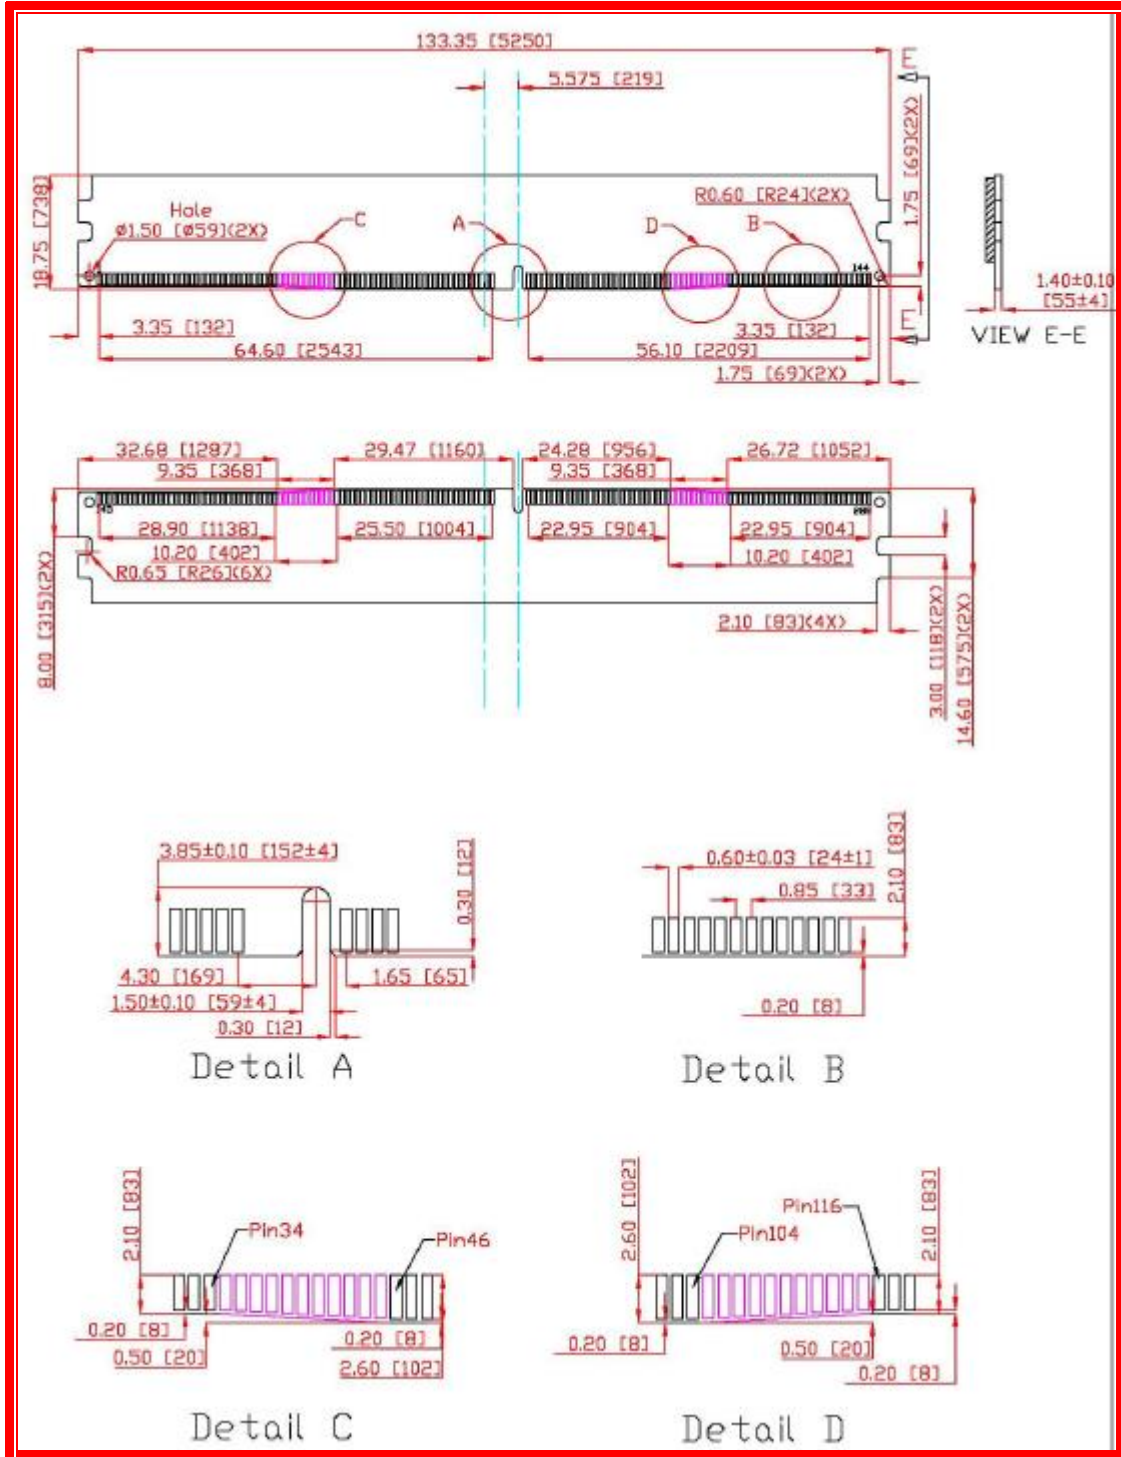 133.35 [5250]
5.575 [219]
E
1.75 [69](2X)
18.75 [738]
Hole
Ø1.50 [Ø59](2X)
C
A
D
B
R0.60 [R24](2X)
144
1.40±0.10
[55±4]
VIEW E-E
3.35 [132]
3.35 [132]
E
64.60 [2543]
56.10 [2209]
1.75 [69](2X)
32.68 [1287]
29.47 [1160]
24.28 [956]
26.72 [1052]
9.35 [368]
9.35 [368]
28.90 [1138]
25.50 [1004]
22.95 [904]
22.95 [904]
10.20 [402]
10.20 [402]
R0.65 [R26](6X)
8.00 [315](2X)
2.10 [83](4X)
3.00 [118](2X)
14.60 [575](2X)
3.85±0.10 [152±4]
0.30 [12]
4.30 [169]
1.65 [65]
1.50±0.10 [59±4]
0.30 [12]
Detail A
0.60±0.03 [24±1]
0.85 [33]
2.10 [83]
0.20 [8]
Detail B
2.10 [83]
Pin34
Pin46
0.20 [8]
0.50 [20]
0.20 [8]
2.60 [102]
Detail C
2.60 [102]
Pin116
Pin104
2.10 [83]
0.20 [8]
0.50 [20]
0.20 [8]
Detail D